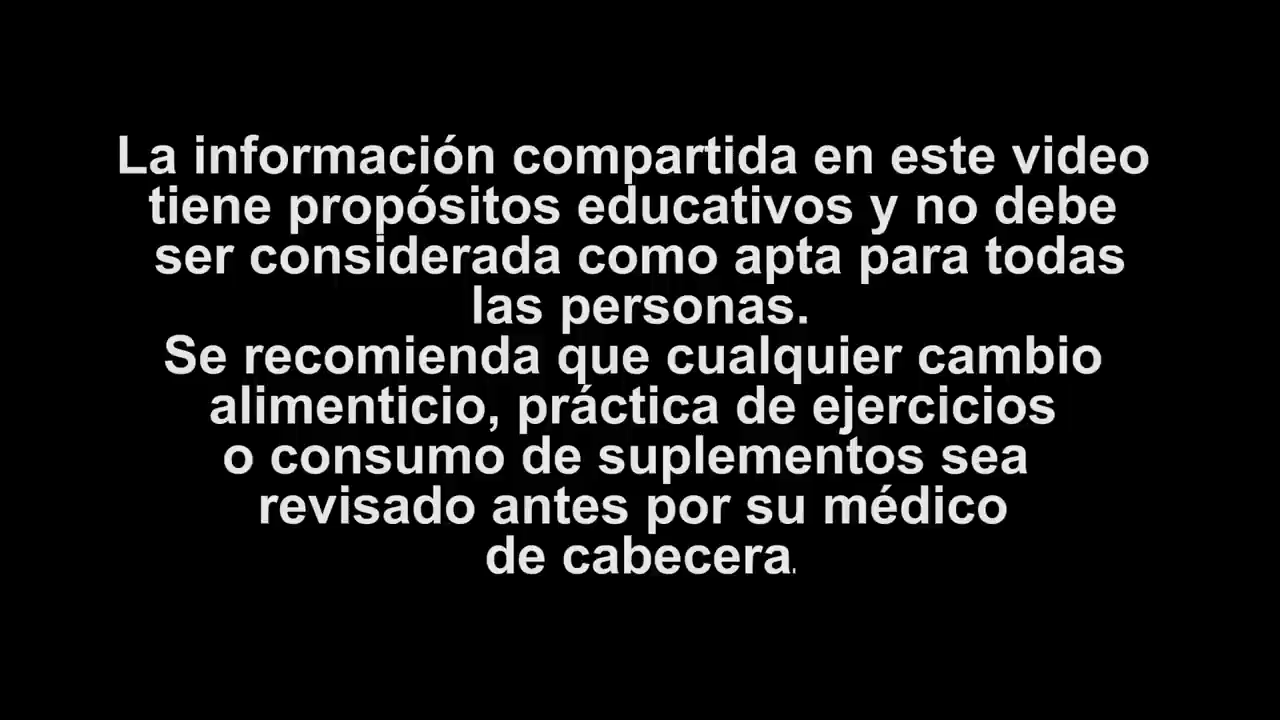 La información compartida en este video
tiene propósitos educativos y no debe
ser considerada como apta para todas
las personas.
Se recomienda que cualquier cambio
alimenticio, práctica de ejercicios
o consumo de suplementos sea
revisado antes por su médico
de cabecera.